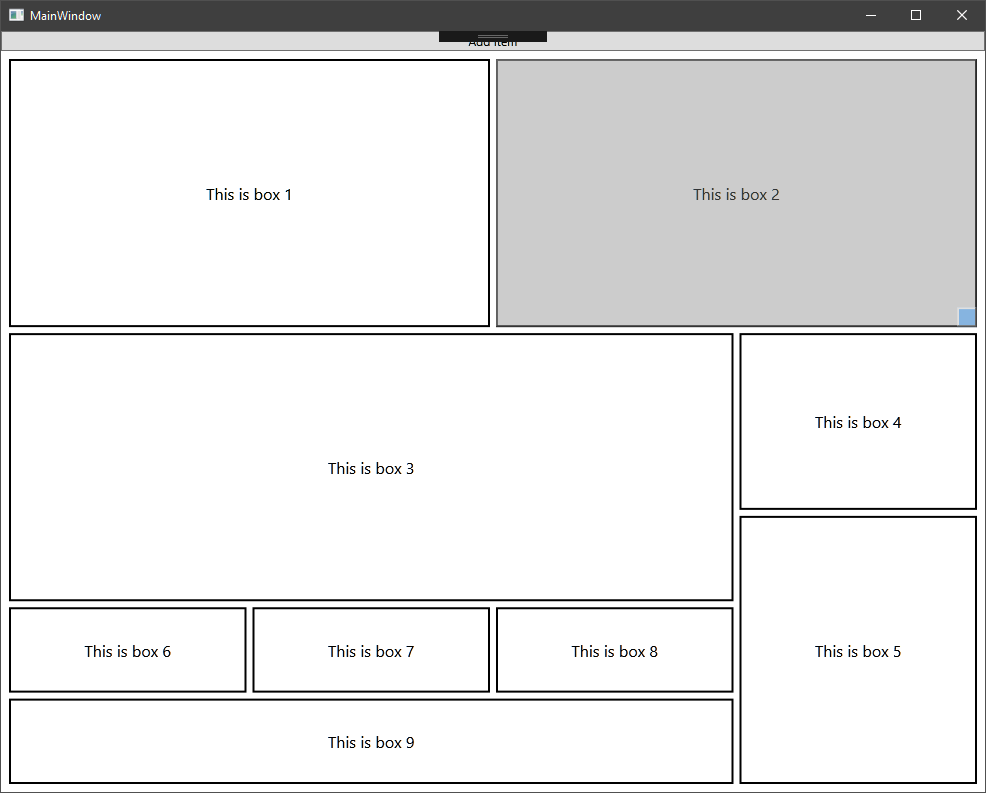 MainWindow
Add Item
This is box 1
This is box 2
This is box 3
This is box 4
This is box 5
This is box 6
This is box 7
This is box 8
This is box 9